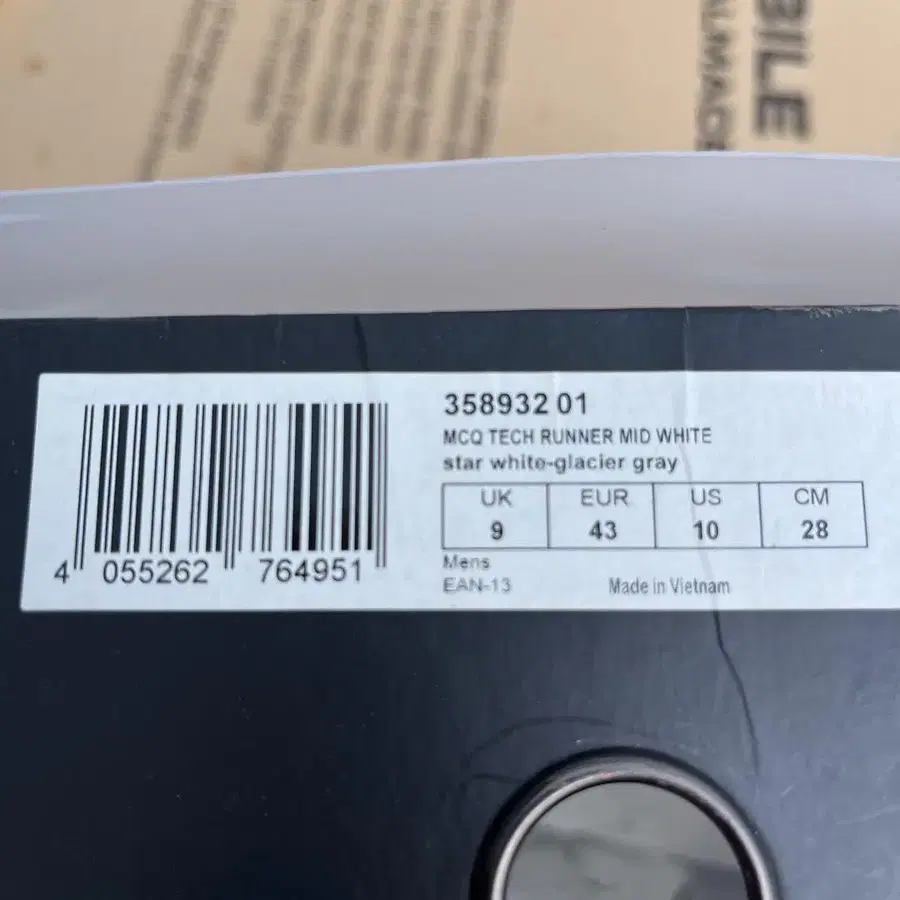 BILE
358932 01
MCQ TECH RUNNER MID WHITE
star white-glacier gray
UK EUR US CM
9 43 10 28
Mens
EAN-13 Made in Vietnam
4 055262 764951